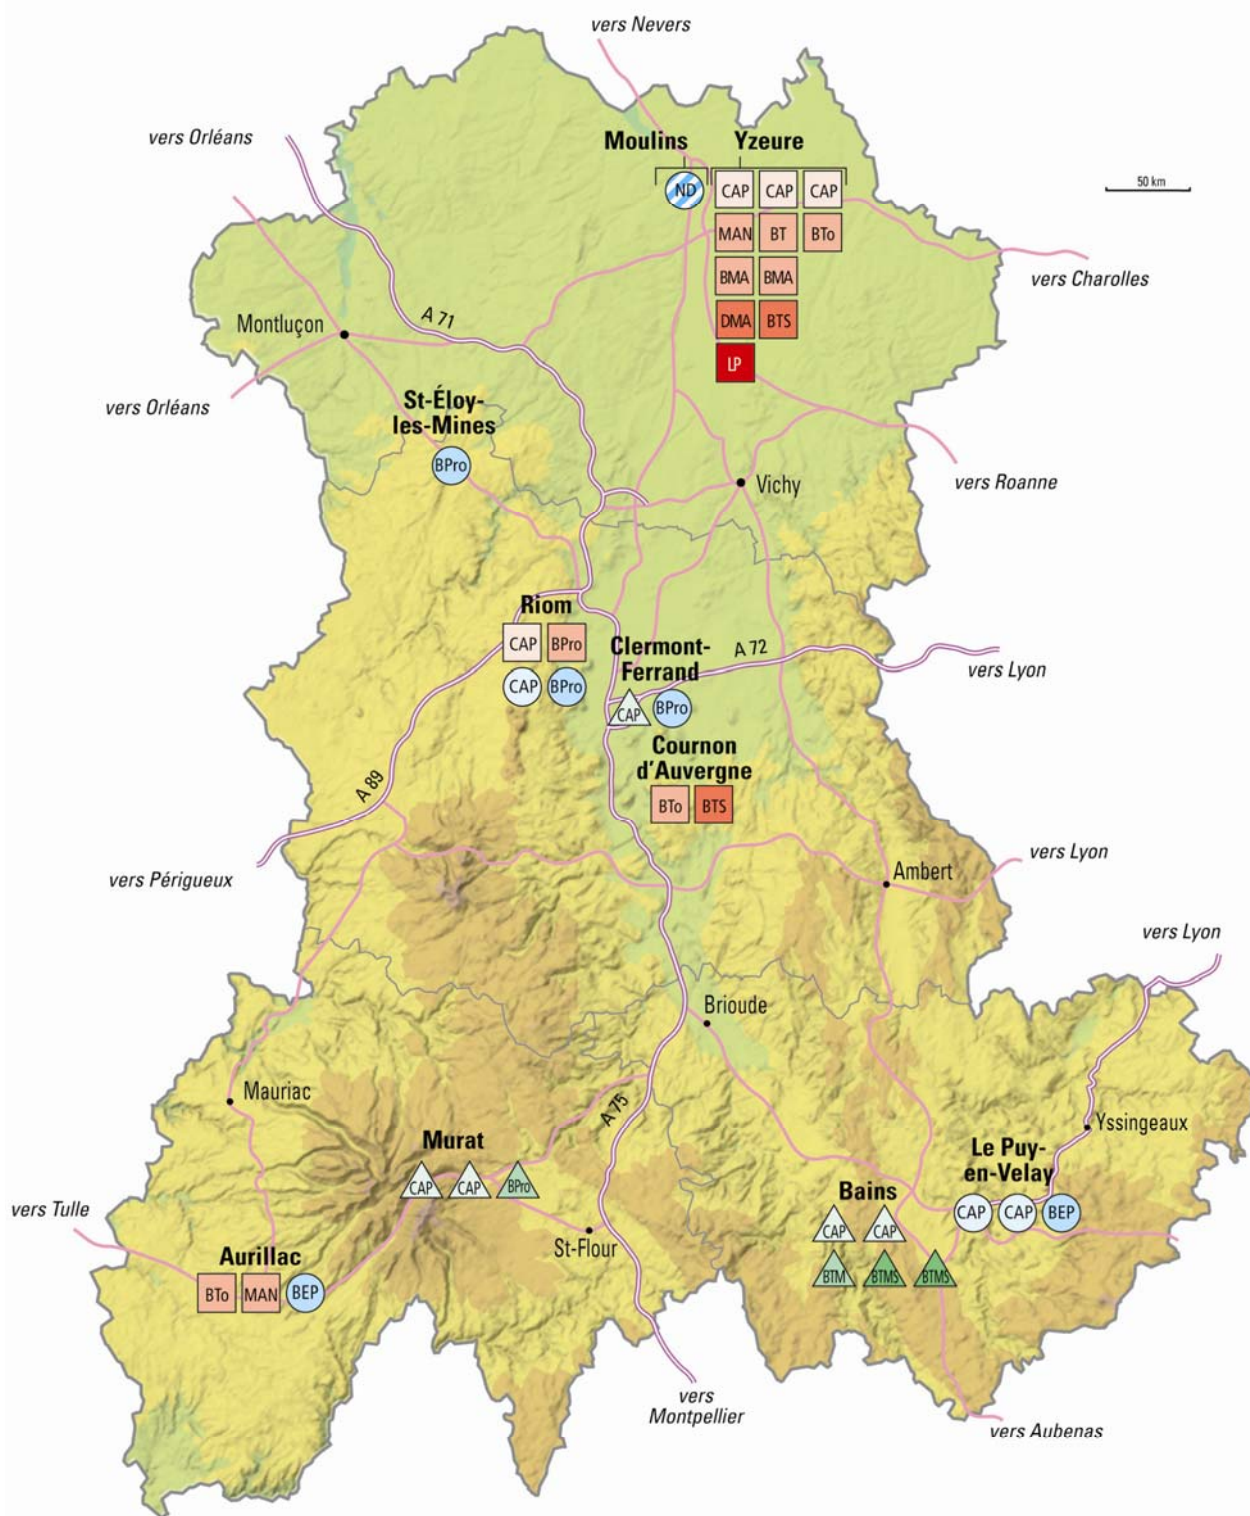 vers Nevers
vers Orléans
Moulins
Yzeure
ND
CAP
CAP
CAP
50 km
MAN
BT
BTo
BMA
BMA
vers Charolles
DMA
BTS
A 71
Montluçon
LP
vers Orléans
St-Éloy-
les-Mines
BPro
Vichy
vers Roanne
Riom
CAP
BPro
CAP
BPro
Clermont-
Ferrand
CAP
BPro
A 72
vers Lyon
Cournon
d'Auvergne
BTo
BTS
A 89
vers Périgueux
Ambert
vers Lyon
vers Lyon
Brioude
Mauriac
A 75
Yssingeaux
Murat
CAP
CAP
BPro
Le Puy-
en-Velay
CAP
CAP
BEP
Bains
CAP
CAP
BTM
BTMS
BTMS
vers Tulle
St-Flour
Aurillac
BTo
MAN
BEP
vers
Montpellier
vers Aubenas